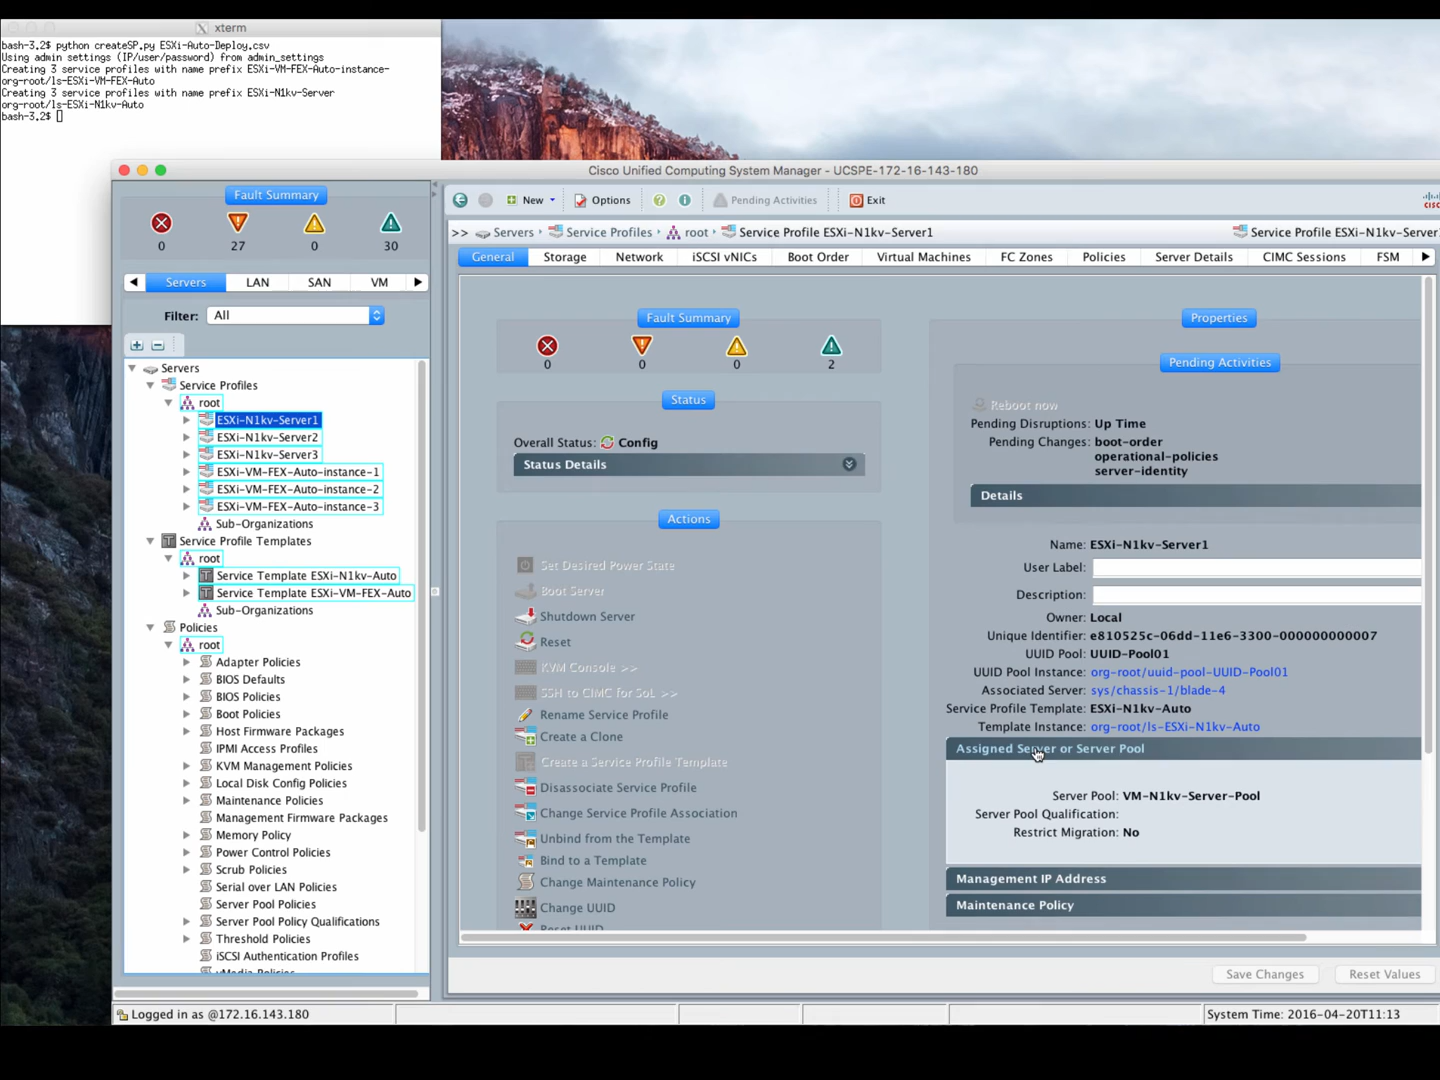 xterm
bash-3.2$ python createSP.py ESXi-Auto-Deploy.csv
Using admin settings (IP/user/password) from admin_settings
Creating 3 service profiles with name prefix ESXi-VM-FEX-Auto-instance-
org-root/ls-ESXi-VM-FEX-Auto
Creating 3 service profiles with name prefix ESXi-N1kv-Server
org-root/ls-ESXi-N1kv-Auto
bash-3.2$
Cisco Unified Computing System Manager - UCSPE-172-16-143-180
Fault Summary
0 27 0 30
Servers LAN SAN VM
Filter: All
Servers
Service Profiles
root
ESXi-N1kv-Server1
ESXi-N1kv-Server2
ESXi-N1kv-Server3
ESXi-VM-FEX-Auto-instance-1
ESXi-VM-FEX-Auto-instance-2
ESXi-VM-FEX-Auto-instance-3
Sub-Organizations
Service Profile Templates
root
Service Template ESXi-N1kv-Auto
Service Template ESXi-VM-FEX-Auto
Sub-Organizations
Policies
root
Adapter Policies
BIOS Defaults
BIOS Policies
Boot Policies
Host Firmware Packages
IPMI Access Profiles
KVM Management Policies
Local Disk Config Policies
Maintenance Policies
Management Firmware Packages
Memory Policy
Power Control Policies
Scrub Policies
Serial over LAN Policies
Server Pool Policies
Server Pool Policy Qualifications
Threshold Policies
iSCSI Authentication Profiles
vMedia Policies
New Options Pending Activities Exit
>> Servers Service Profiles root Service Profile ESXi-N1kv-Server1 Service Profile ESXi-N1kv-Server
General Storage Network iSCSI vNICs Boot Order Virtual Machines FC Zones Policies Server Details CIMC Sessions FSM
Fault Summary
0 0 0 2
Status
Overall Status: Config
Status Details
Actions
Set Desired Power State
Boot Server
Shutdown Server
Reset
KVM Console >>
SSH to CIMC for SoL >>
Rename Service Profile
Create a Clone
Create a Service Profile Template
Disassociate Service Profile
Change Service Profile Association
Unbind from the Template
Bind to a Template
Change Maintenance Policy
Change UUID
Reset UUID
Properties
Pending Activities
Reboot now
Pending Disruptions: Up Time
Pending Changes: boot-order
operational-policies
server-identity
Details
Name: ESXi-N1kv-Server1
User Label:
Description:
Owner: Local
Unique Identifier: e810525c-06dd-11e6-3300-000000000007
UUID Pool: UUID-Pool01
UUID Pool Instance: org-root/uuid-pool-UUID-Pool01
Associated Server: sys/chassis-1/blade-4
Service Profile Template: ESXi-N1kv-Auto
Template Instance: org-root/ls-ESXi-N1kv-Auto
Assigned Server or Server Pool
Server Pool: VM-N1kv-Server-Pool
Server Pool Qualification:
Restrict Migration: No
Management IP Address
Maintenance Policy
Save Changes Reset Values
Logged in as @172.16.143.180
System Time: 2016-04-20T11:13